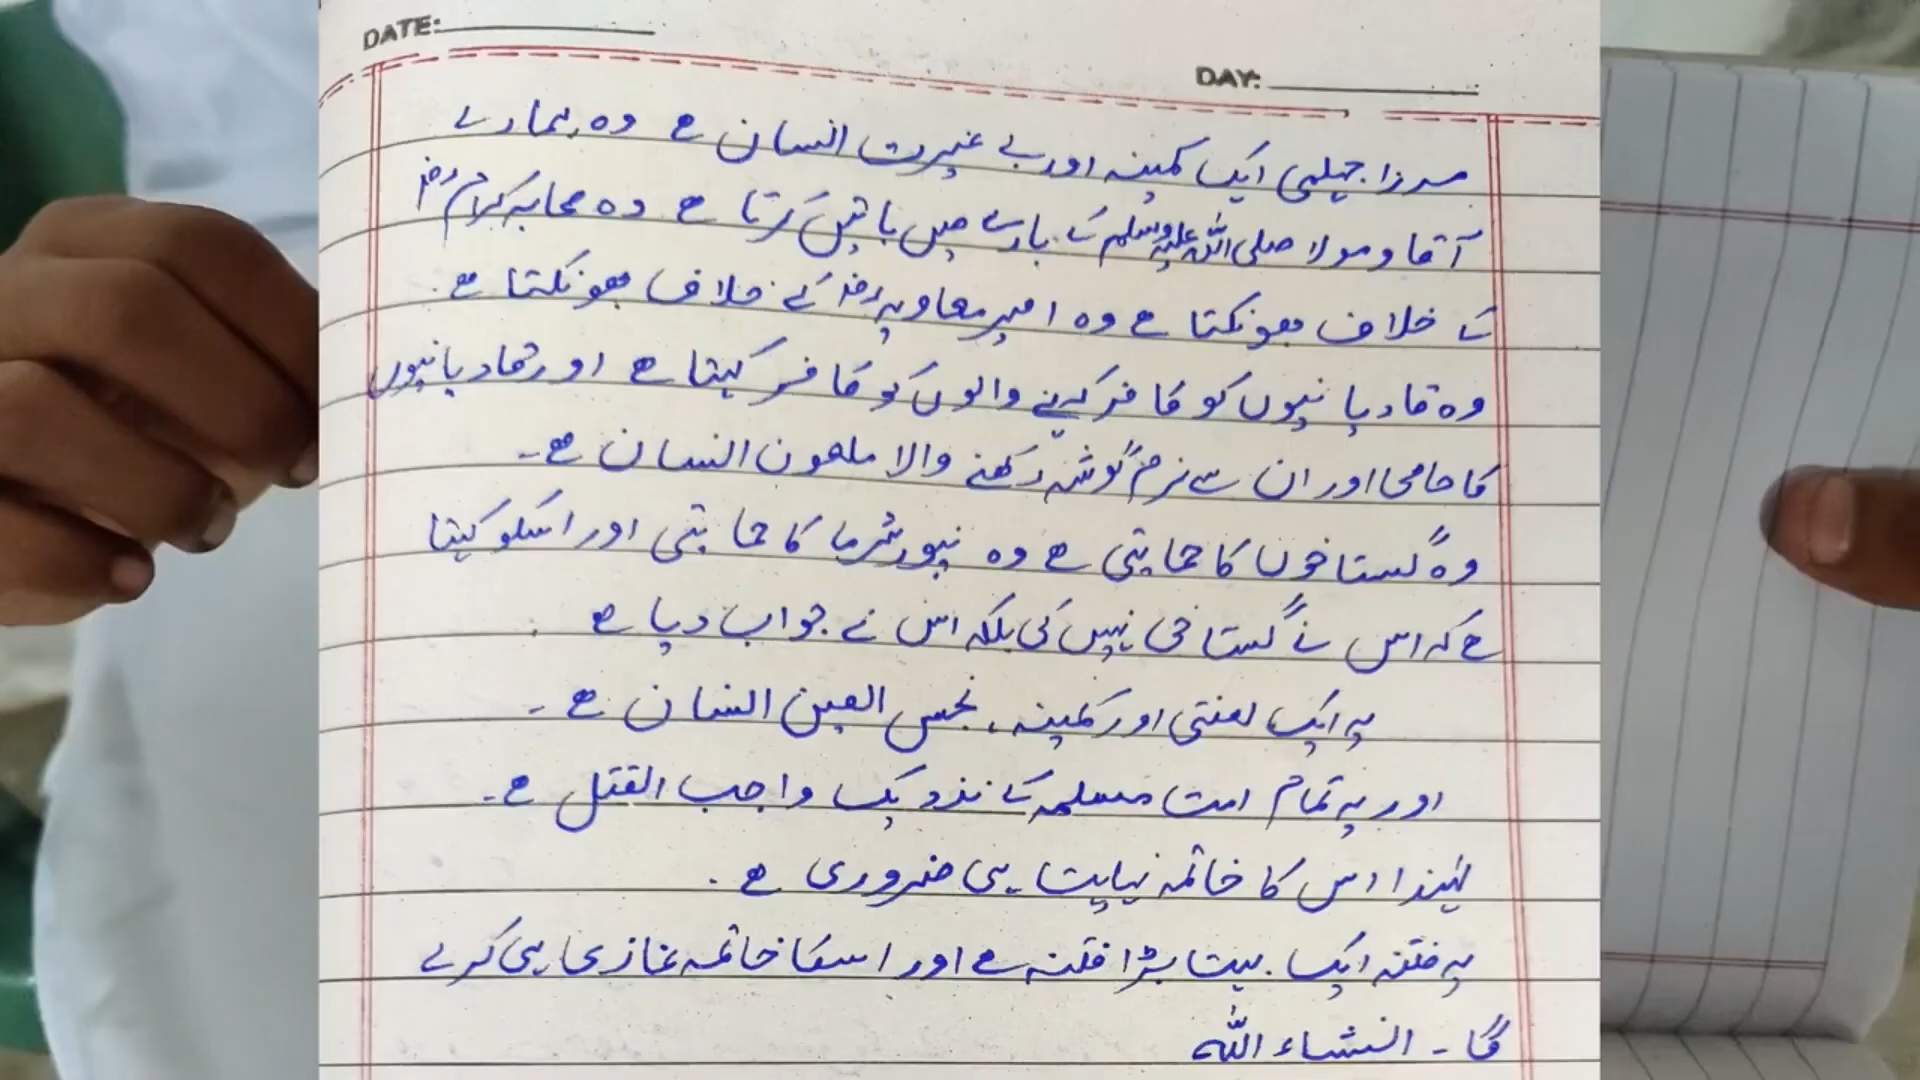 DATE:
DAY:
مرزا جہلمی ایک کمینہ اور بے غیرت انسان ہے وہ ہمارے
آقا و مولا صلی اللہ علیہ وسلم کے بارے میں باتیں کرتا ہے وہ صحابہ کرام رضہ
کے خلاف بھونکتا ہے وہ امیر معاویہ رضہ کے خلاف بھونکتا ہے.
وہ قادیانیوں کو کافر کہنے والوں کو کافر کہتا ہے اور قادیانیوں
کا حامی اور ان سے نرم گوشہ رکھنے والا ملعون انسان ہے۔
وہ گستاخوں کا حمایتی ہے وہ نپور شرما کا حمایتی اور اسکو کہتا
ہے کہ اس نے گستاخی نہیں کی بلکہ اس نے جواب دیا ہے
یہ ایک لعنتی اور کمینہ، نجس العین انسان ہے۔
اور یہ تمام امت مسلمہ کے نزدیک واجب القتل ہے۔
لہٰذا اس کا خاتمہ نہایت ہی ضروری ہے.
یہ فتنہ ایک بہت بڑا فتنہ ہے اور اسکا خاتمہ غازی ہی کرے
گا۔ انشاء اللہ